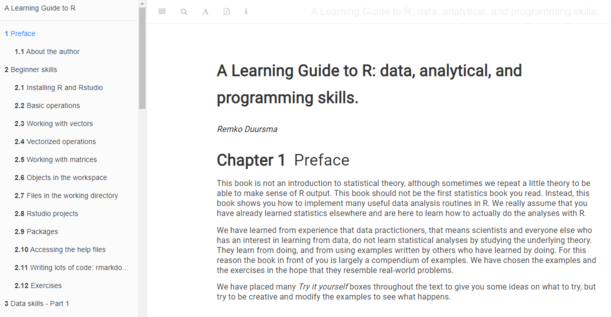 A Learning Guide to R
1 Preface
1.1 About the author
2 Beginner skills
2.1 Installing R and Rstudio
2.2 Basic operations
2.3 Working with vectors
2.4 Vectorized operations
2.5 Working with matrices
2.6 Objects in the workspace
2.7 Files in the working directory
2.8 Rstudio projects
2.9 Packages
2.10 Accessing the help files
2.11 Writing lots of code: rmarkdo...
2.12 Exercises
3 Data skills - Part 1
A
i
A Learning Guide to R: data, analytical, and programming skills.
A Learning Guide to R: data, analytical, and
programming skills.
Remko Duursma
Chapter 1 Preface
This book is not an introduction to statistical theory, although sometimes we repeat a little theory to be
able to make sense of R output. This book should not be the first statistics book you read. Instead, this
book shows you how to implement many useful data analysis routines in R. We really assume that you
have already learned statistics elsewhere and are here to learn how to actually do the analyses with R.
We have learned from experience that data practictioners, that means scientists and everyone else who
has an interest in learning from data, do not learn statistical analyses by studying the underlying theory.
They learn from doing, and from using examples written by others who have learned by doing. For this
reason the book in front of you is largely a compendium of examples. We have chosen the examples and
the exercises in the hope that they resemble real-world problems.
We have placed many Try it yourself boxes throughout the text to give you some ideas on what to try, but
try to be creative and modify the examples to see what happens.